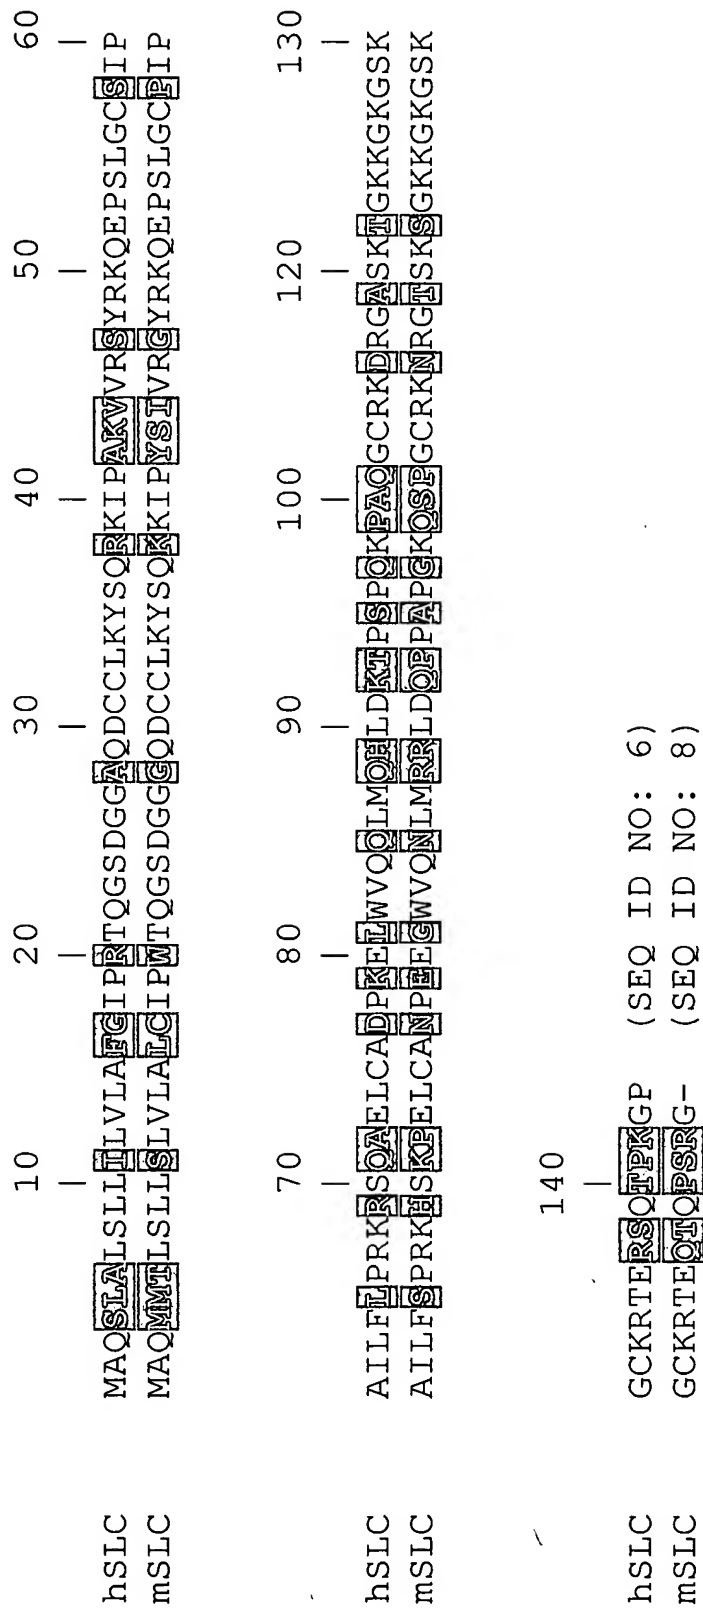 10 20 30 40 50 60
hSLC MAQSLALSLLILVLAFGIPRTQGSDGGAQDCCLKYSQRKIPAKVVRSYRKQEPSLGCSIP
mSLC MAQMMTLSLLSLVLALCIPWTQGSDGGGQDCCLKYSQKKIPYSIVRGYRKQEPSLGCPIP
70 80 90 100 120 130
hSLC AILFLPRKRSQAELCADPKELWVQQLMQHLDKTPSPQKPAQGCRKDRGASKTGKKGKGSK
mSLC AILFSPRKHSKPELCANPEEGWVQNLMRRLDQPPAPGKQSPGCRKNRGTSKSGKKGKGSK
140
hSLC GCKRTERSQTPKGP (SEQ ID NO: 6)
mSLC GCKRTEQTQPSRG- (SEQ ID NO: 8)